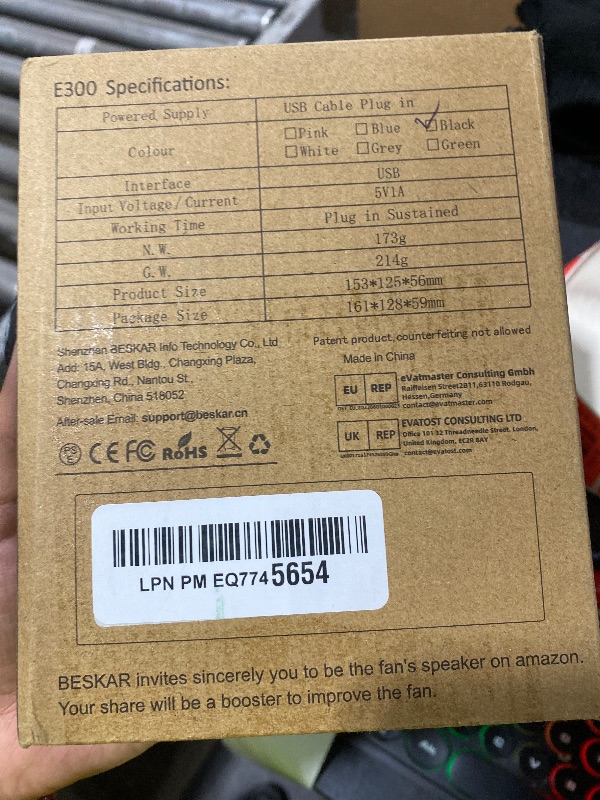 E300 Specifications:
Powered Supply USB Cable Plug in
Colour ☐Pink ☐Blue ☑Black
☐White ☐Grey ☐Green
Interface USB
Input Voltage/Current 5V1A
Working Time Plug in Sustained
N.W. 173g
G.W. 214g
Product Size 153*125*56mm
Package Size 161*128*59mm
Shenzhen BESKAR Info Technology Co., Ltd
Add: 15A, West Bldg., Changxing Plaza,
Changxing Rd., Nantou St.,
Shenzhen, China 518052
After-sale Email: support@beskar.cn
PS E CE FC RoHS
Patent product, counterfeiting not allowed
Made in China
EU REP
eVatmaster Consulting Gmbh
Raiffeisen Street2B11,63110 Rodgau,
Hassen,Germany
contact@evatmaster.com
UK REP
EVATOST CONSULTING LTD
Office 101 32 Threadneedle Street, London,
United Kingdom, EC2R 8AY
contact@evatost.com
LPN PM EQ7745654
BESKAR invites sincerely you to be the fan's speaker on amazon.
Your share will be a booster to improve the fan.